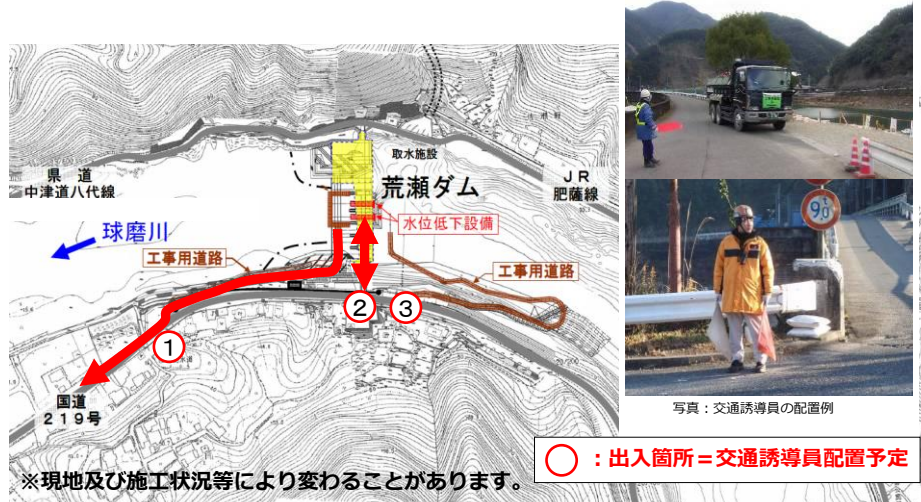 取水施設
県道
中津道八代線
荒瀬ダム
JR
肥薩線
水位低下設備
球磨川
工事用道路
工事用道路
①
②
③
国道
219号
※現地及び施工状況等により変わることがあります。
9.0
写真：交通誘導員の配置例
○：出入箇所＝交通誘導員配置予定